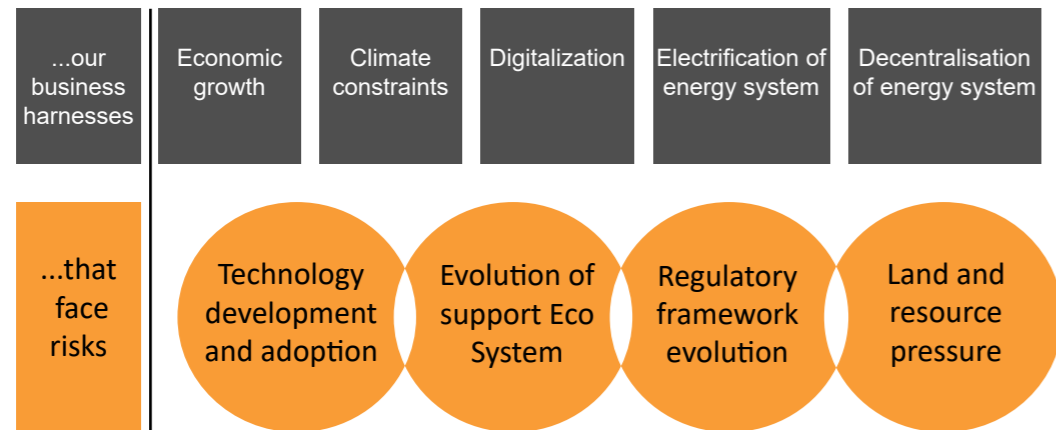 ...our
business
harnesses
Economic
growth
Climate
constraints
Digitalization
Electrification of
energy system
Decentralisation
of energy system
...that
face
risks
Technology
development
and adoption
Evolution of
support Eco
System
Regulatory
framework
evolution
Land and
resource
pressure